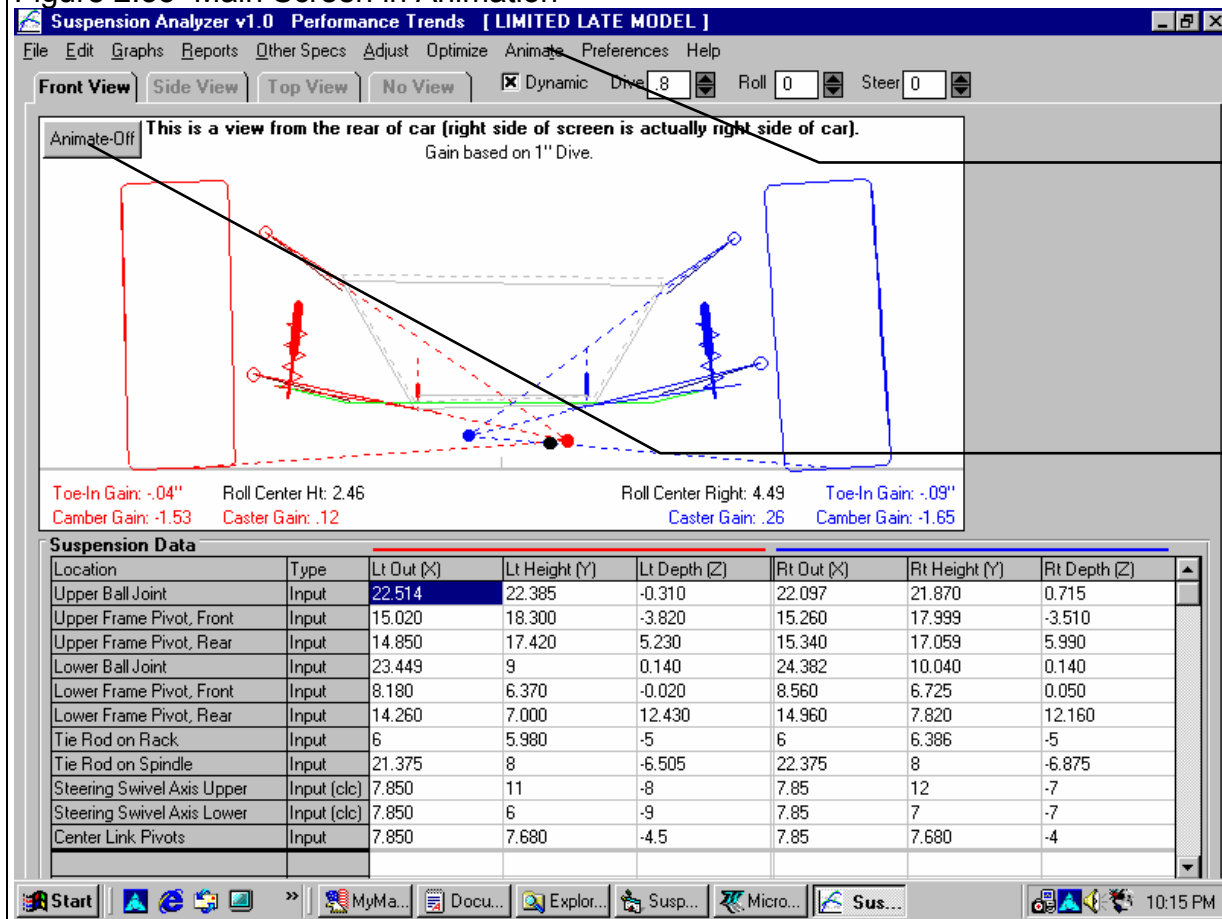 Figure 2.36 Main Screen in Animation
Suspension Analyzer v1.0 Performance Trends [ LIMITED LATE MODEL ]
File Edit Graphs Reports Other Specs Adjust Optimize Animate Preferences Help
Front View Side View Top View No View Dynamic Dive .8 Roll 0 Steer 0
Animate-Off
This is a view from the rear of car (right side of screen is actually right side of car).
Gain based on 1" Dive.
Toe-In Gain: -.04" Roll Center Ht: 2.46 Roll Center Right: 4.49 Toe-In Gain: -.09"
Camber Gain: -1.53 Caster Gain: .12 Caster Gain: .26 Camber Gain: -1.65
Suspension Data
Location Type Lt Out (X) Lt Height (Y) Lt Depth (Z) Rt Out (X) Rt Height (Y) Rt Depth (Z)
Upper Ball Joint Input 22.514 22.385 -0.310 22.097 21.870 0.715
Upper Frame Pivot, Front Input 15.020 18.300 -3.820 15.260 17.999 -3.510
Upper Frame Pivot, Rear Input 14.850 17.420 5.230 15.340 17.059 5.990
Lower Ball Joint Input 23.449 9 0.140 24.382 10.040 0.140
Lower Frame Pivot, Front Input 8.180 6.370 -0.020 8.560 6.725 0.050
Lower Frame Pivot, Rear Input 14.260 7.000 12.430 14.960 7.820 12.160
Tie Rod on Rack Input 6 5.980 -5 6 6.386 -5
Tie Rod on Spindle Input 21.375 8 -6.505 22.375 8 -6.875
Steering Swivel Axis Upper Input (clc) 7.850 11 -8 7.85 12 -7
Steering Swivel Axis Lower Input (clc) 7.850 6 -9 7.85 7 -7
Center Link Pivots Input 7.850 7.680 -4.5 7.85 7.680 -4
Start » MyMa... Docu... Explor... Susp... Micro... Sus... 10:15 PM